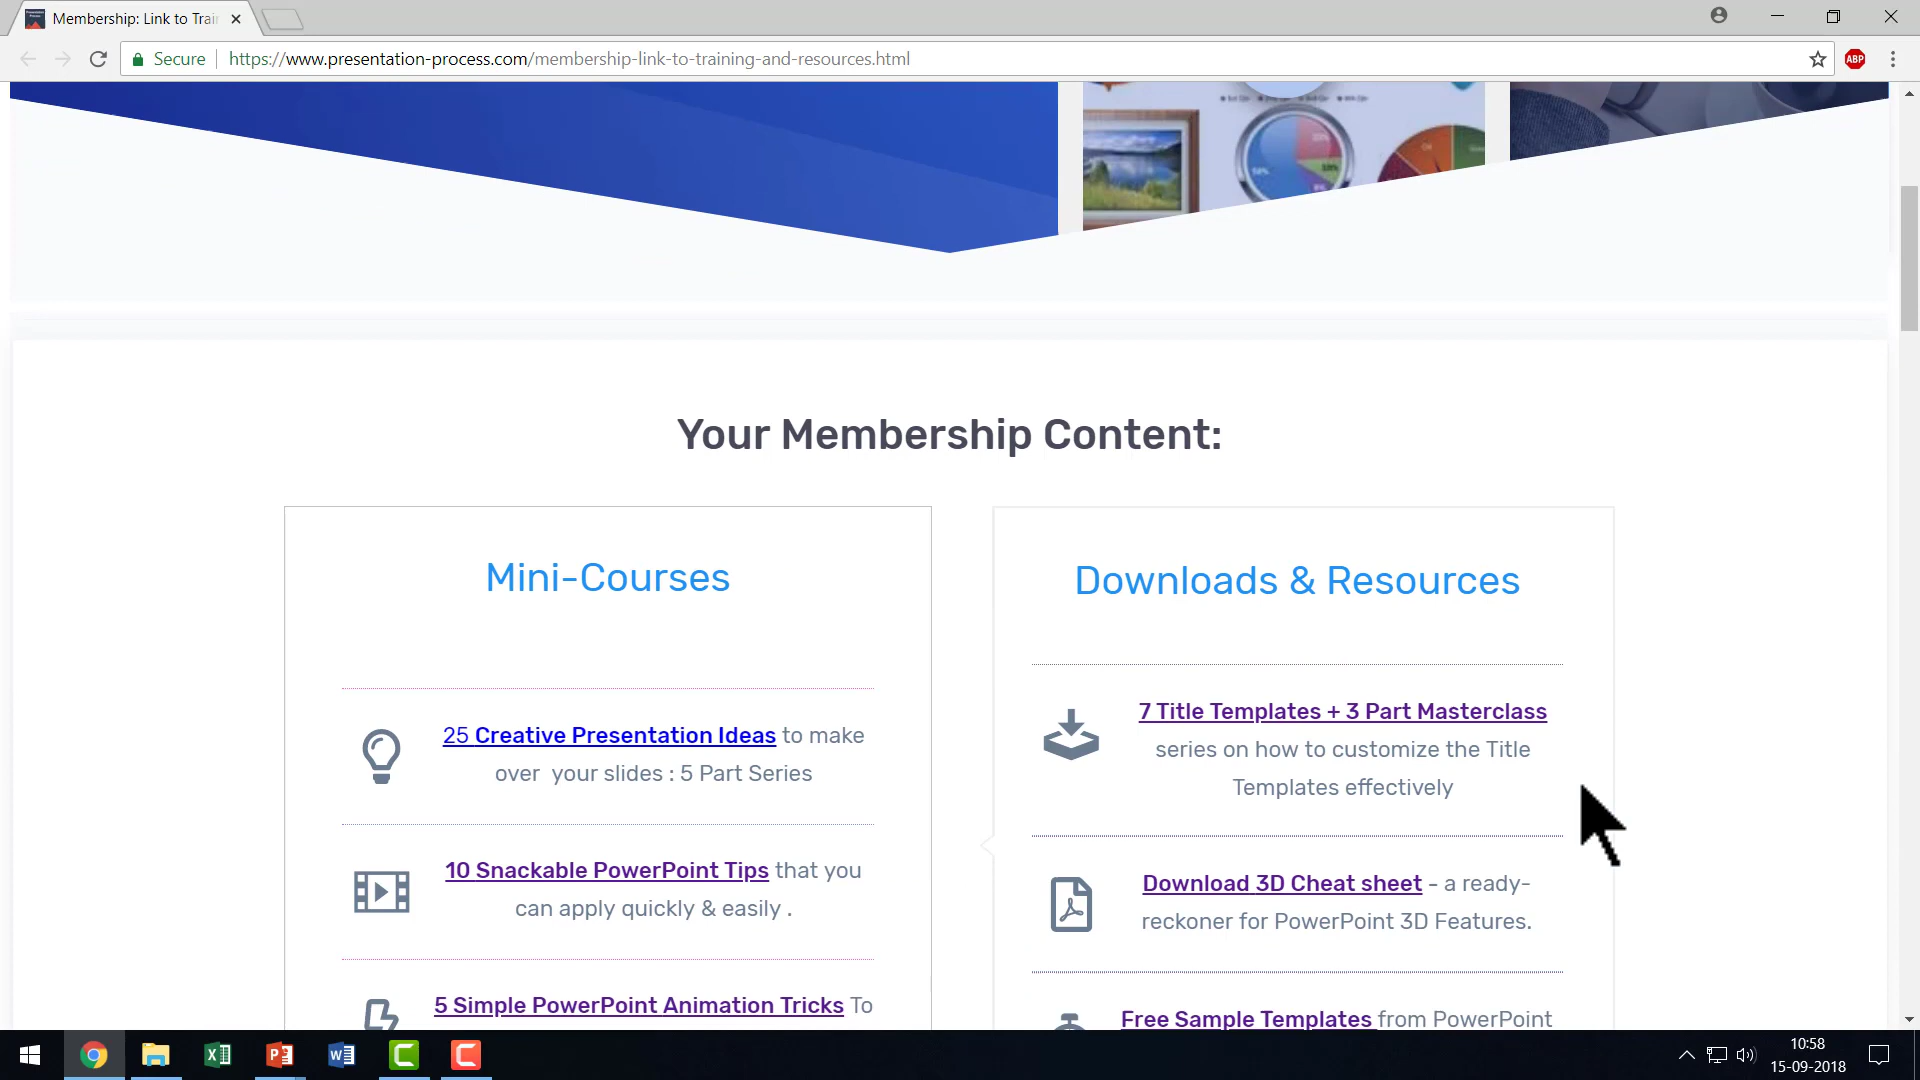 Membership: Link to Trai
Secure
https://www.presentation-process.com/membership-link-to-training-and-resources.html
ABP
Your Membership Content:
Mini-Courses
25 Creative Presentation Ideas to make
over your slides : 5 Part Series
10 Snackable PowerPoint Tips that you
can apply quickly & easily .
5 Simple PowerPoint Animation Tricks To
Downloads & Resources
7 Title Templates + 3 Part Masterclass
series on how to customize the Title
Templates effectively
Download 3D Cheat sheet - a ready-
reckoner for PowerPoint 3D Features.
Free Sample Templates from PowerPoint
10:58
15-09-2018